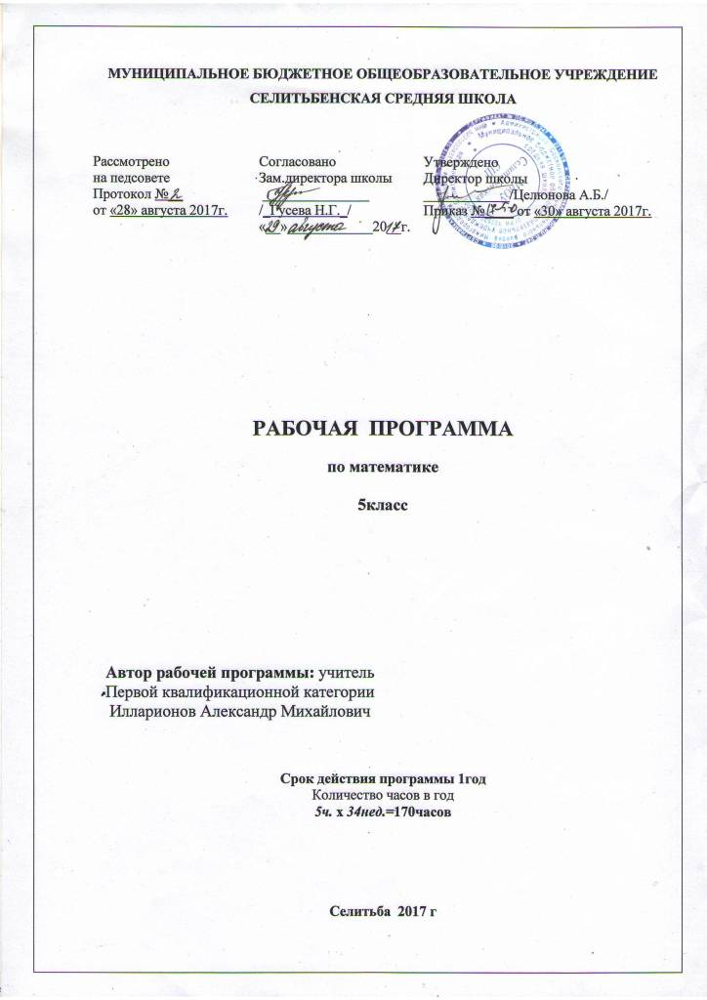 МУНИЦИПАЛЬНОЕ БЮДЖЕТНОЕ ОБЩЕОБРАЗОВАТЕЛЬНОЕ УЧРЕЖДЕНИЕ
СЕЛИТЬБЕНСКАЯ СРЕДНЯЯ ШКОЛА
Рассмотрено
на педсовете
Протокол № 2
от «28» августа 2017г.
Согласовано
Зам.директора школы
/_Гусева Н.Г._/
«29» августа 2017г.
Утверждено
Директор школы
/Целюнова А.Б./
Приказ № от «30» августа 2017г.
РАБОЧАЯ ПРОГРАММА
по математике
5класс
Автор рабочей программы: учитель
Первой квалификационной категории
Илларионов Александр Михайлович
Срок действия программы 1год
Количество часов в год
5ч. х 34нед.=170часов
Селитьба 2017 г